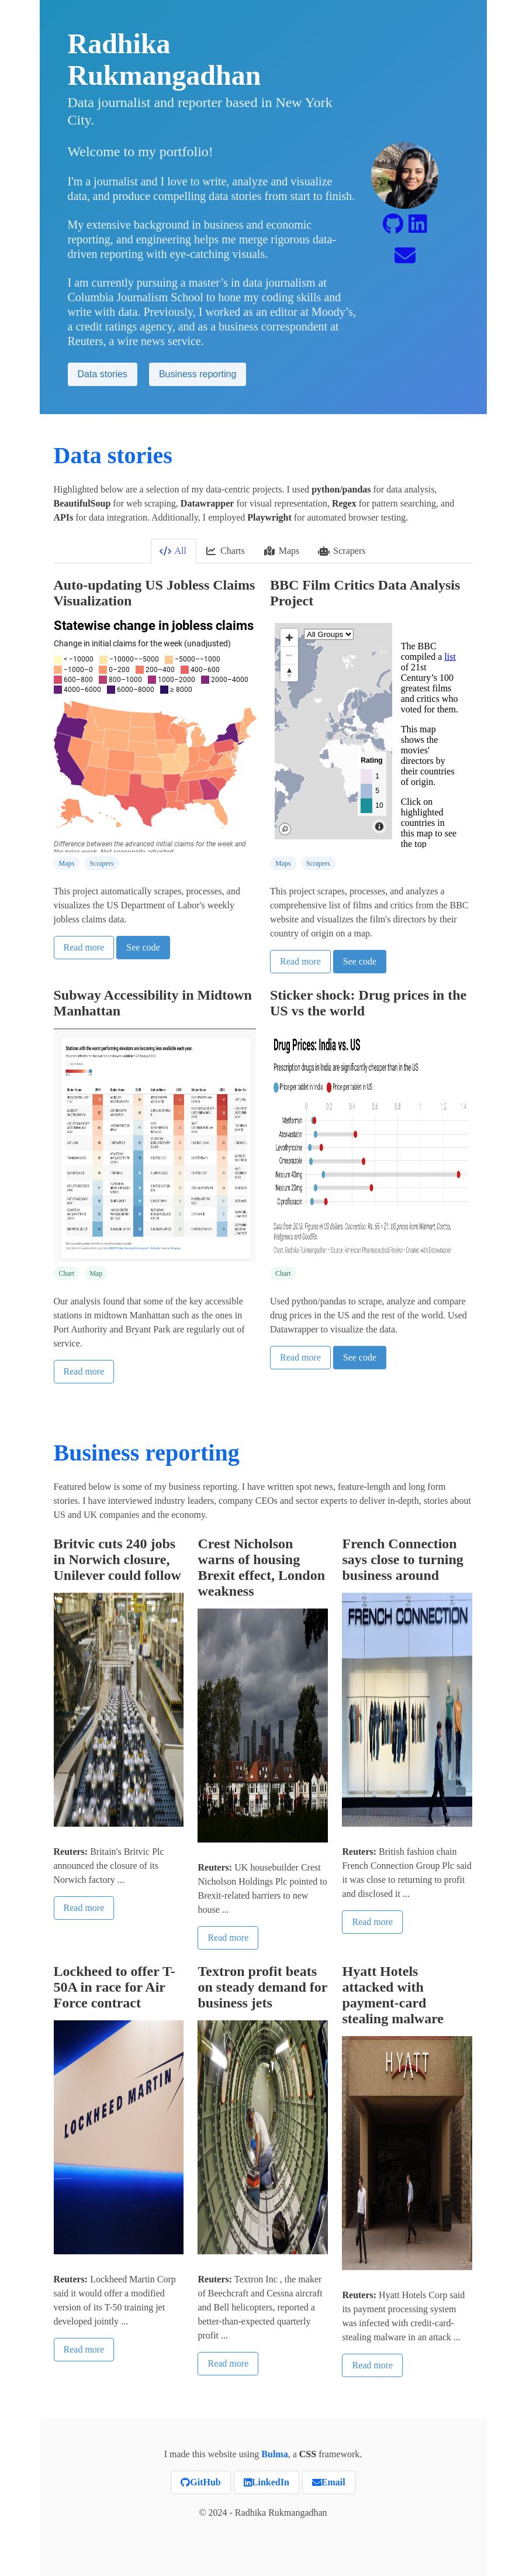 Radhika
Rukmangadhan
Data journalist and reporter based in New York
City.
Welcome to my portfolio!
I'm a journalist and I love to write, analyze and visualize
data, and produce compelling data stories from start to finish.
My extensive background in business and economic
reporting, and engineering helps me merge rigorous data-
driven reporting with eye-catching visuals.
I am currently pursuing a master’s in data journalism at
Columbia Journalism School to hone my coding skills and
write with data. Previously, I worked as an editor at Moody’s,
a credit ratings agency, and as a business correspondent at
Reuters, a wire news service.
Data stories
Business reporting
Data stories
Highlighted below are a selection of my data-centric projects. I used python/pandas for data analysis,
BeautifulSoup for web scraping, Datawrapper for visual representation, Regex for pattern searching, and
APIs for data integration. Additionally, I employed Playwright for automated browser testing.
All
Charts
Maps
Scrapers
Auto-updating US Jobless Claims
Visualization
Statewise change in initial jobless claims
Change in initial claims for the week (unadjusted)
< −10000 −10000–−5000 −5000–−1000
−1000–0 0–200 200–400 400–600
600–800 800–1000 1000–2000 2000–4000
4000–6000 6000–8000 ≥ 8000
Difference between the advanced initial claims for the week and
the prior week. Not seasonally adjusted.
Maps
Scrapers
This project automatically scrapes, processes, and
visualizes the US Department of Labor's weekly
jobless claims data.
Read more
See code
BBC Film Critics Data Analysis
Project
All Groups
Rating
1
5
10
The BBC
compiled a list
of 21st
Century’s 100
greatest films
and critics who
voted for them.
This map
shows the
movies'
directors by
their countries
of origin.
Click on
highlighted
countries in
this map to see
the top
Maps
Scrapers
This project scrapes, processes, and analyzes a
comprehensive list of films and critics from the BBC
website and visualizes the film's directors by their
country of origin on a map.
Read more
See code
Subway Accessibility in Midtown
Manhattan
Stations with the worst performing elevators are becoming less available each year.
Chart
Map
Our analysis found that some of the key accessible
stations in midtown Manhattan such as the ones in
Port Authority and Bryant Park are regularly out of
service.
Read more
Sticker shock: Drug prices in the
US vs the world
Drug Prices: India vs. US
Prescription drugs prices in India are significantly cheaper than in the US
Price per tablet in India Price per tablet in US
0 0.2 0.4 0.6 0.8 1 1.2 1.4
Metformin
Atorvastatin
Levothyroxine
Omeprazole
Nexium 40mg
Nexium 20mg
Ciprofloxacin
Chart: Radhika Rukmangadhan • Source: American Pharmaceutical Review • Created with Datawrapper
Chart
Used python/pandas to scrape, analyze and compare
drug prices in the US and the rest of the world. Used
Datawrapper to visualize the data.
Read more
See code
Business reporting
Featured below is some of my business reporting. I have written spot news, feature-length and long form
stories. I have interviewed industry leaders, company CEOs and sector experts to deliver in-depth, stories about
US and UK companies and the economy.
Britvic cuts 240 jobs
in Norwich closure,
Unilever could follow
Reuters: Britain's Britvic Plc
announced the closure of its
Norwich factory ...
Read more
Crest Nicholson
warns of housing
Brexit effect, London
weakness
Reuters: UK housebuilder Crest
Nicholson Holdings Plc pointed to
Brexit-related barriers to new
house ...
Read more
French Connection
says close to turning
business around
FRENCH CONNECTION
Reuters: British fashion chain
French Connection Group Plc said
it was close to returning to profit
and disclosed it ...
Read more
Lockheed to offer T-
50A in race for Air
Force contract
LOCKHEED MARTIN
Reuters: Lockheed Martin Corp
said it would offer a modified
version of its T-50 training jet
developed jointly ...
Read more
Textron profit beats
on steady demand for
business jets
Reuters: Textron Inc , the maker
of Beechcraft and Cessna aircraft
and Bell helicopters, reported a
better-than-expected quarterly
profit ...
Read more
Hyatt Hotels
attacked with
payment-card
stealing malware
HYATT
Reuters: Hyatt Hotels Corp said
its payment processing system
was infected with credit-card-
stealing malware in an attack ...
Read more
I made this website using Bulma, a CSS framework.
GitHub
LinkedIn
Email
© 2024 - Radhika Rukmangadhan